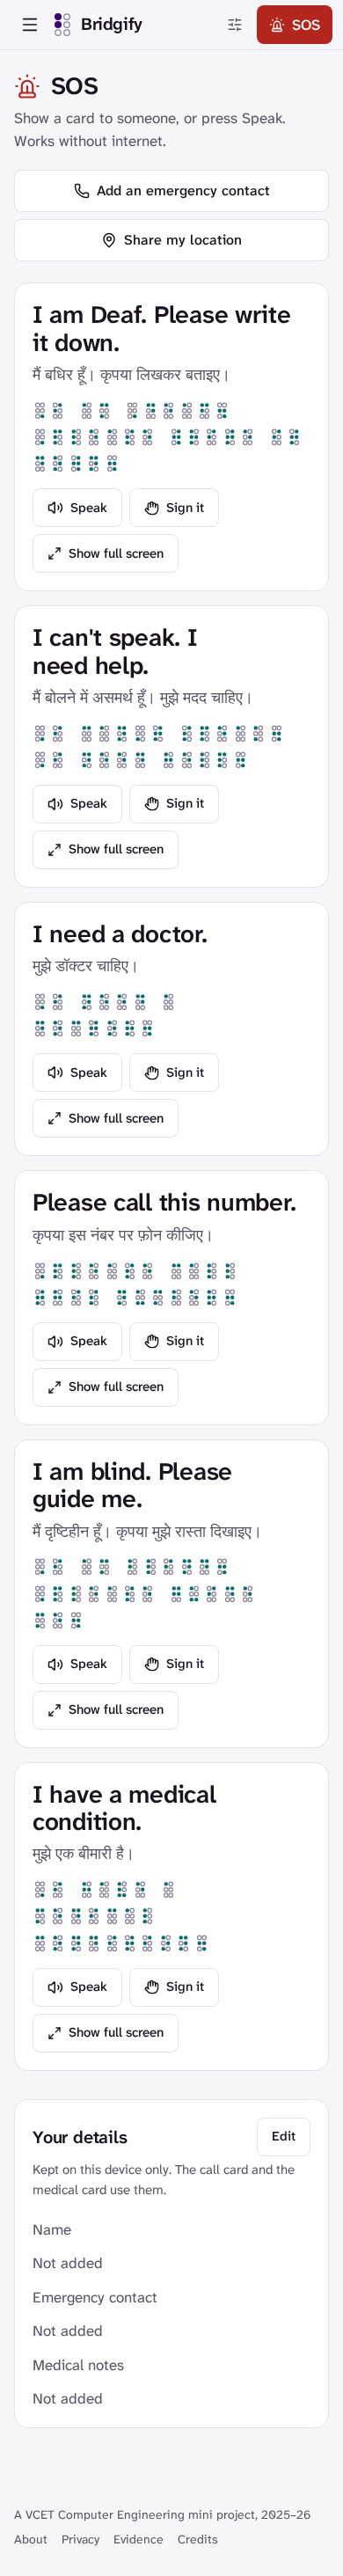 Bridgify
SOS
SOS
Show a card to someone, or press Speak.
Works without internet.
Add an emergency contact
Share my location
I am Deaf. Please write
it down.
मैं बधिर हूँ। कृपया लिखकर बताइए।
Speak
Sign it
Show full screen
I can't speak. I
need help.
मैं बोलने में असमर्थ हूँ। मुझे मदद चाहिए।
Speak
Sign it
Show full screen
I need a doctor.
मुझे डॉक्टर चाहिए।
Speak
Sign it
Show full screen
Please call this number.
कृपया इस नंबर पर फ़ोन कीजिए।
Speak
Sign it
Show full screen
I am blind. Please
guide me.
मैं दृष्टिहीन हूँ। कृपया मुझे रास्ता दिखाइए।
Speak
Sign it
Show full screen
I have a medical
condition.
मुझे एक बीमारी है।
Speak
Sign it
Show full screen
Your details
Edit
Kept on this device only. The call card and the
medical card use them.
Name
Not added
Emergency contact
Not added
Medical notes
Not added
A VCET Computer Engineering mini project, 2025–26
About Privacy Evidence Credits